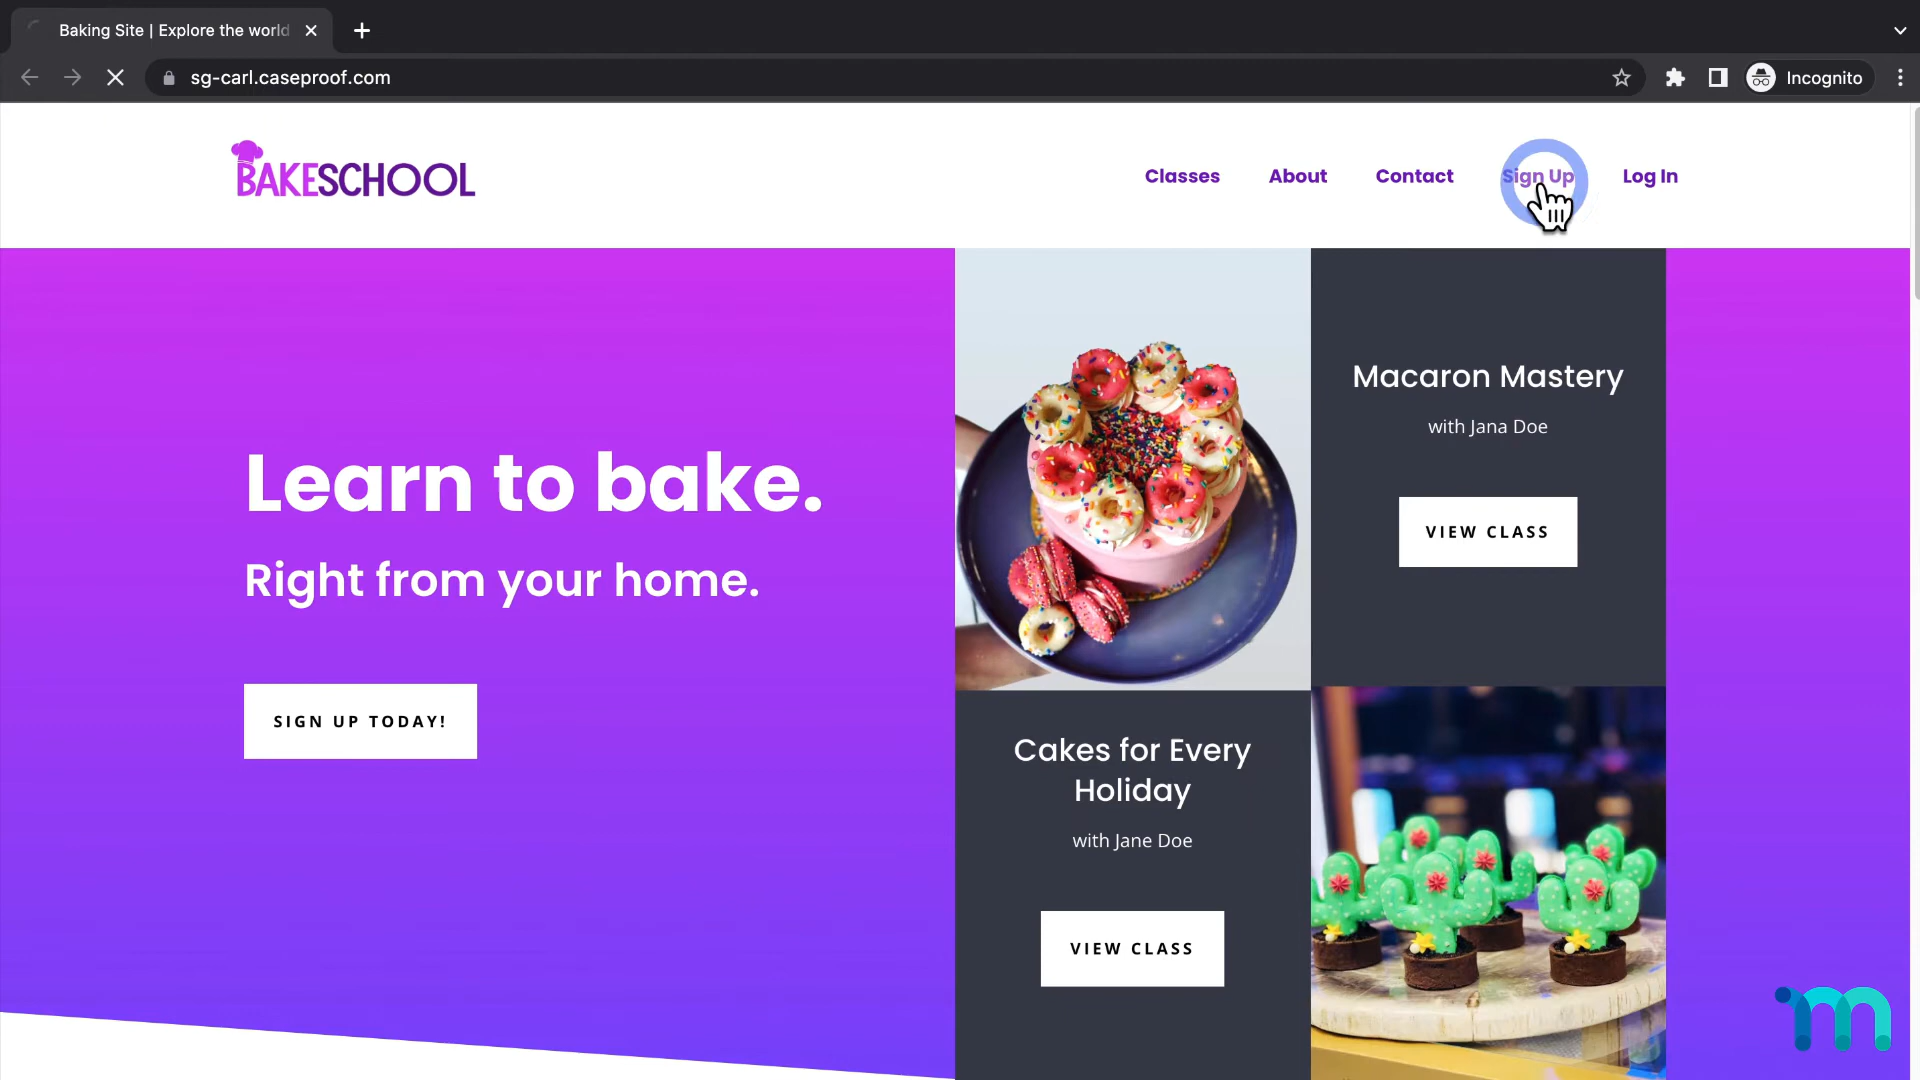 Baking Site | Explore the world
sg-carl.caseproof.com
Incognito
BAKESCHOOL
Classes
About
Contact
Sign Up
Log In
Learn to bake.
Right from your home.
SIGN UP TODAY!
Macaron Mastery
with Jana Doe
VIEW CLASS
Cakes for Every
Holiday
with Jane Doe
VIEW CLASS
m